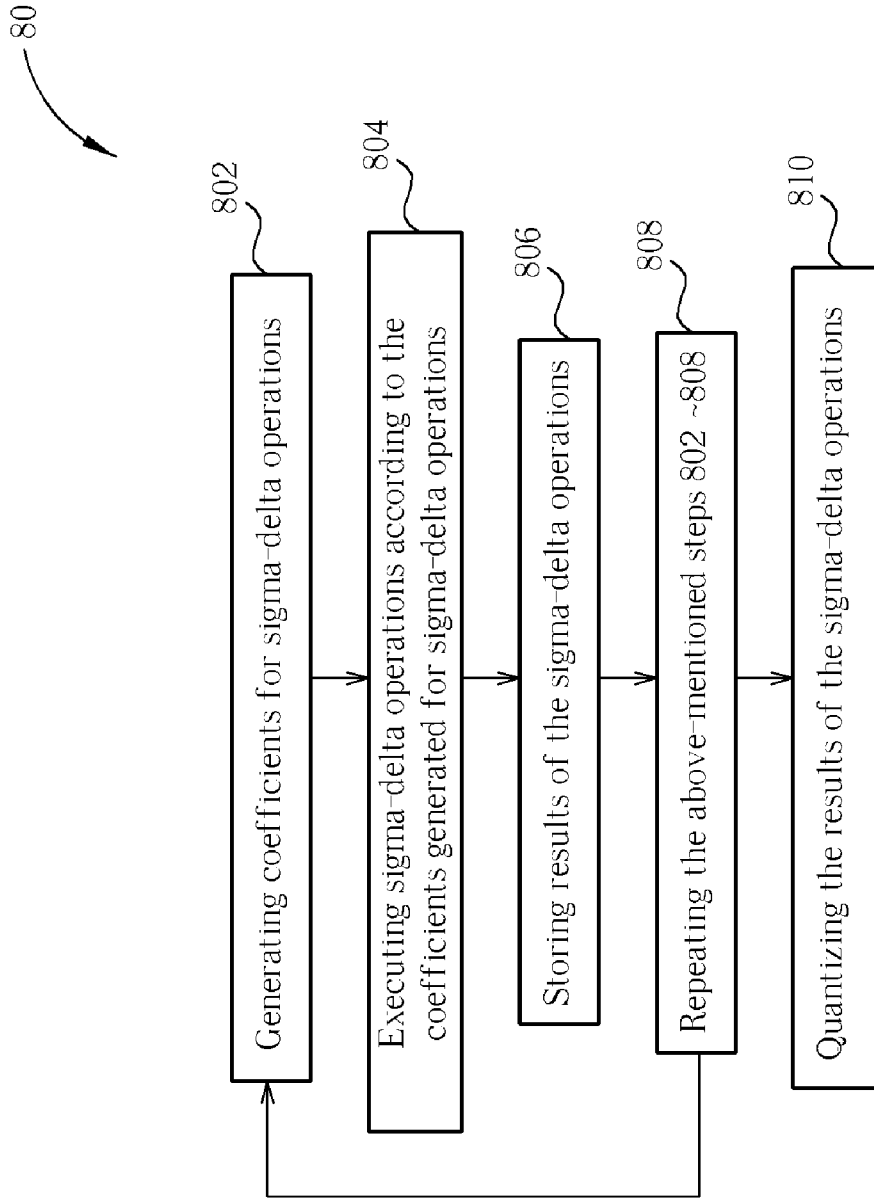 80
802
Generating coefficients for sigma-delta operations
804
Executing sigma-delta operations according to the
coefficients generated for sigma-delta operations
806
Storing results of the sigma-delta operations
808
Repeating the above-mentioned steps 802 ~808
810
Quantizing the results of the sigma-delta operations